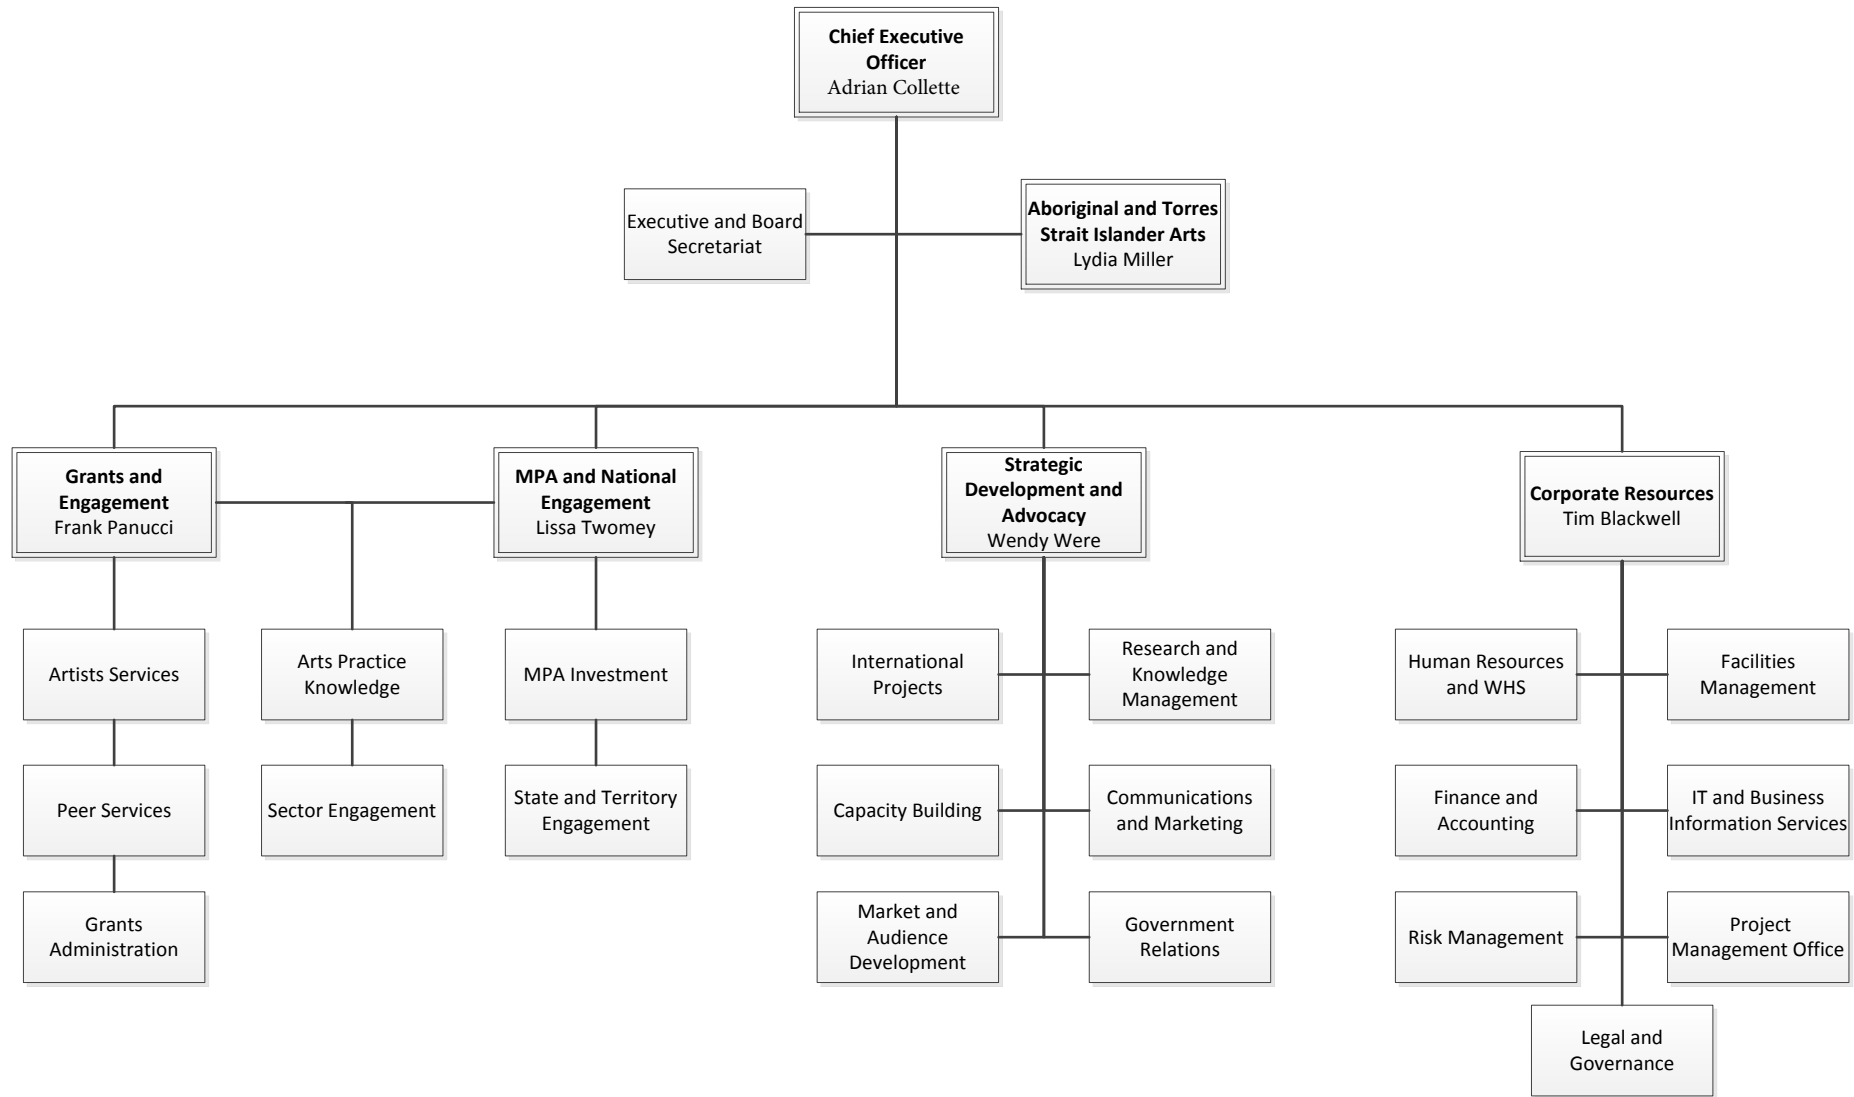 Chief Executive
Officer
Adrian Collette
Executive and Board
Secretariat
Aboriginal and Torres
Strait Islander Arts
Lydia Miller
Grants and
Engagement
Frank Panucci
MPA and National
Engagement
Lissa Twomey
Strategic
Development and
Advocacy
Wendy Were
Corporate Resources
Tim Blackwell
Artists Services
Arts Practice
Knowledge
MPA Investment
International
Projects
Research and
Knowledge
Management
Human Resources
and WHS
Facilities
Management
Peer Services
Sector Engagement
State and Territory
Engagement
Capacity Building
Communications
and Marketing
Finance and
Accounting
IT and Business
Information Services
Grants
Administration
Market and
Audience
Development
Government
Relations
Risk Management
Project
Management Office
Legal and
Governance